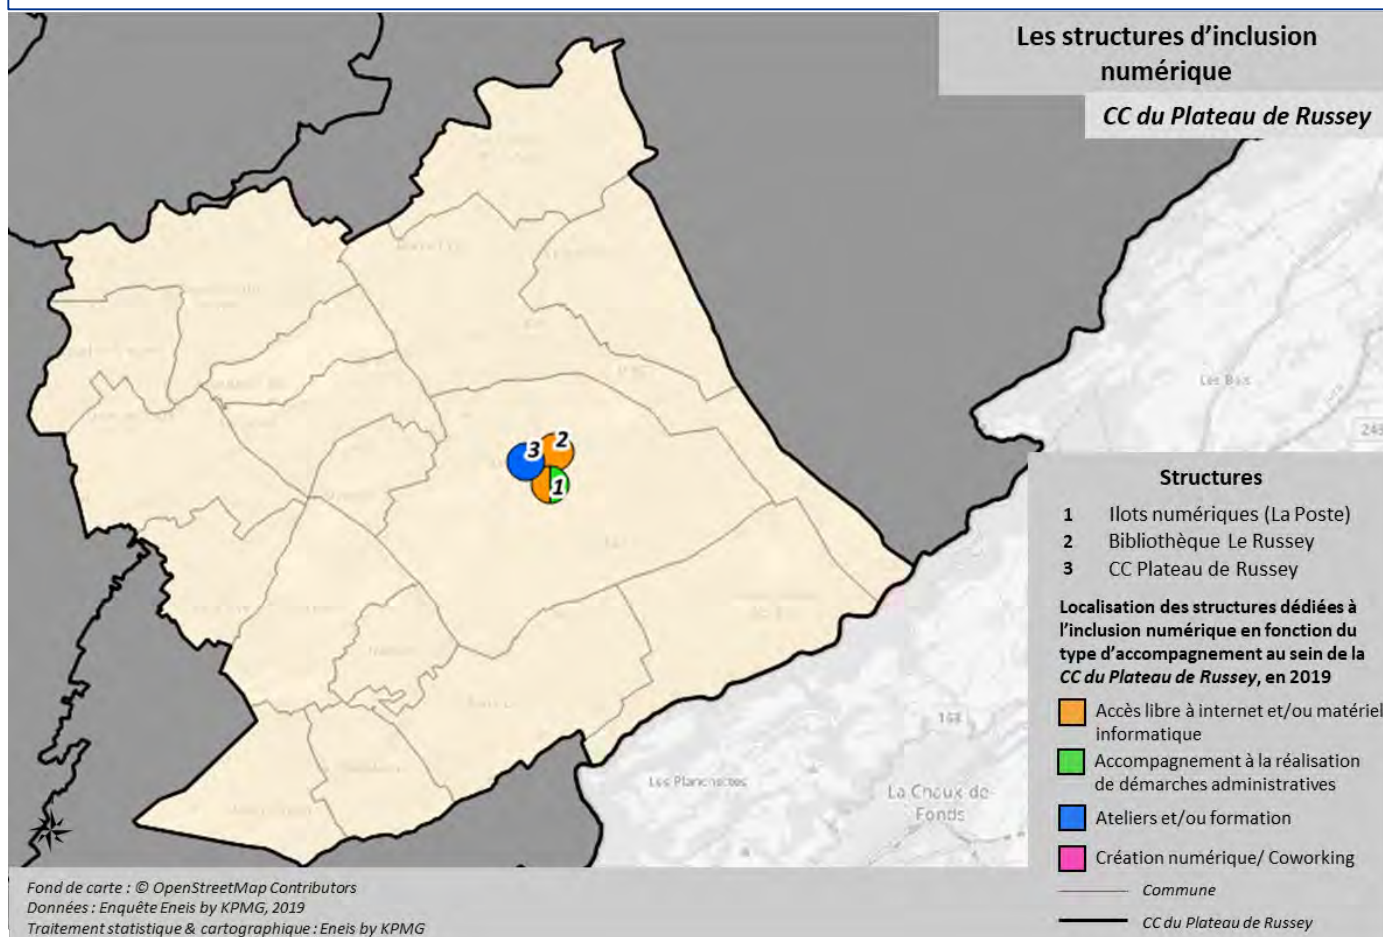 Les structures d'inclusion
numérique
CC du Plateau de Russey
Les Bois
3
2
1
Structures
1 Ilots numériques (La Poste)
2 Bibliothèque Le Russey
3 CC Plateau de Russey
Localisation des structures dédiées à
l'inclusion numérique en fonction du
type d'accompagnement au sein de la
CC du Plateau de Russey, en 2019
Accès libre à internet et/ou matériel
informatique
Accompagnement à la réalisation
de démarches administratives
Ateliers et/ou formation
Création numérique/ Coworking
Commune
CC du Plateau de Russey
Les Planchettes
La Chaux-de-
Fonds
Fond de carte : © OpenStreetMap Contributors
Données : Enquête Eneis by KPMG, 2019
Traitement statistique & cartographique : Eneis by KPMG